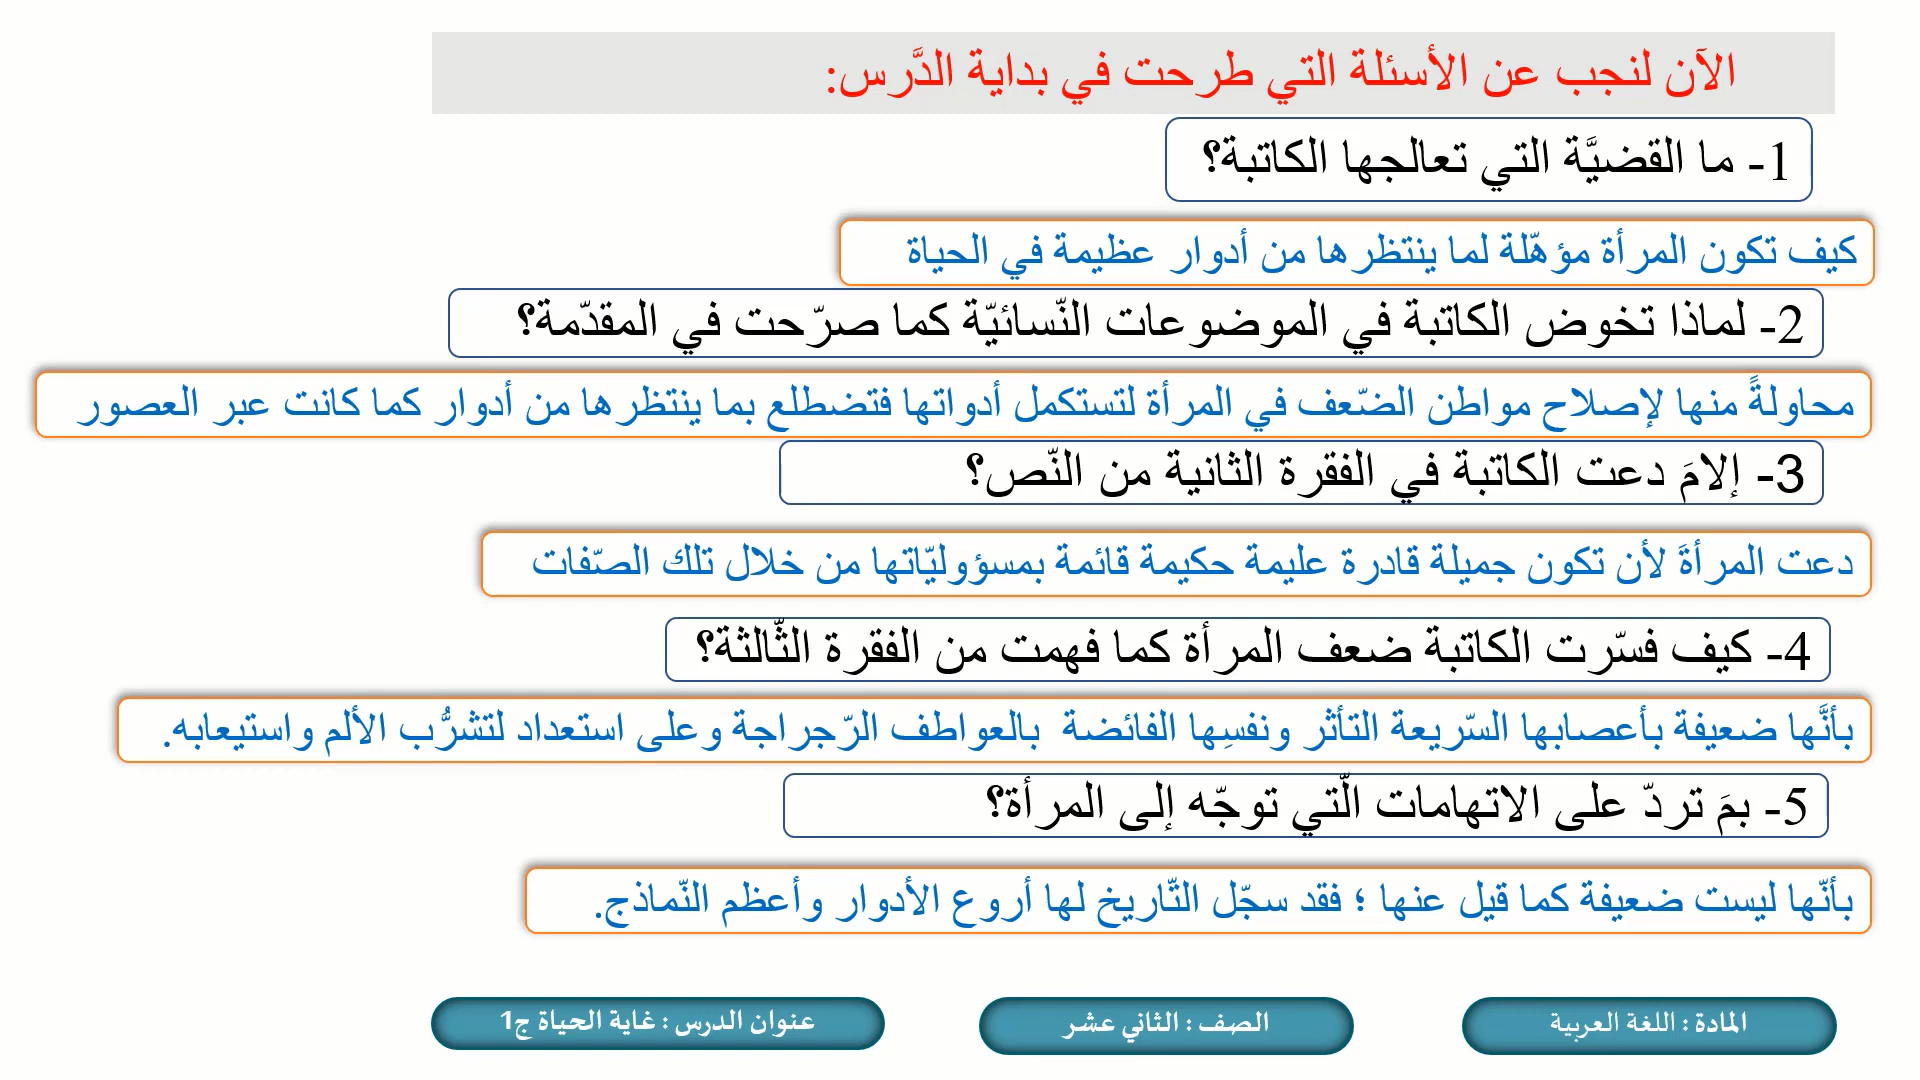 الآن لنجب عن الأسئلة التي طرحت في بداية الدَّرس:
1- ما القضيَّة التي تعالجها الكاتبة؟
كيف تكون المرأة مؤهّلة لما ينتظرها من أدوار عظيمة في الحياة
2- لماذا تخوض الكاتبة في الموضوعات النّسائيّة كما صرّحت في المقدّمة؟
محاولةً منها لإصلاح مواطن الضّعف في المرأة لتستكمل أدواتها فتضطلع بما ينتظرها من أدوار كما كانت عبر العصور
3- إلامَ دعت الكاتبة في الفقرة الثانية من النّص؟
دعت المرأةَ لأن تكون جميلة قادرة عليمة حكيمة قائمة بمسؤوليّاتها من خلال تلك الصّفات
4- كيف فسّرت الكاتبة ضعف المرأة كما فهمت من الفقرة الثّالثة؟
بأنَّها ضعيفة بأعصابها السّريعة التأثر ونفسِها الفائضة بالعواطف الرّجراجة وعلى استعداد لتشرُّب الألم واستيعابه.
5- بمَ تردّ على الاتهامات الّتي توجّه إلى المرأة؟
بأنّها ليست ضعيفة كما قيل عنها ؛ فقد سجّل التّاريخ لها أروع الأدوار وأعظم النّماذج.
المادة : اللغة العربية
الصف : الثاني عشر
عنوان الدرس : غاية الحياة ج1